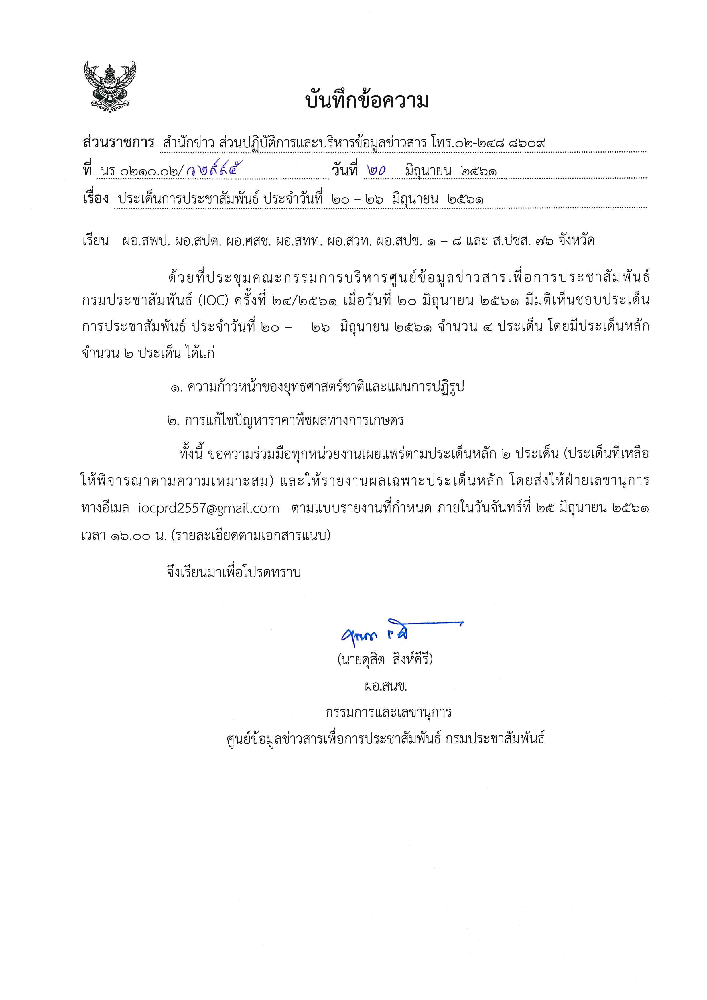 บันทึกข้อความ
ส่วนราชการ สำนักข่าว ส่วนปฏิบัติการและบริหารข้อมูลข่าวสาร โทร.๐๒-๒๔๘ ๘๖๐๙
ที่ นร ๐๒๑๐.๐๒/ วันที่ ๒๐ มิถุนายน ๒๕๖๑
เรื่อง ประเด็นการประชาสัมพันธ์ ประจำวันที่ ๒๐ – ๒๖ มิถุนายน ๒๕๖๑
เรียน ผอ.สพป. ผอ.สปต. ผอ.ศสช. ผอ.สทท. ผอ.สวท. ผอ.สปข. ๑ – ๘ และ ส.ปชส. ๗๖ จังหวัด
ด้วยที่ประชุมคณะกรรมการบริหารศูนย์ข้อมูลข่าวสารเพื่อการประชาสัมพันธ์
กรมประชาสัมพันธ์ (IOC) ครั้งที่ ๒๔/๒๕๖๑ เมื่อวันที่ ๒๐ มิถุนายน ๒๕๖๑ มีมติเห็นชอบประเด็น
การประชาสัมพันธ์ ประจำวันที่ ๒๐ – ๒๖ มิถุนายน ๒๕๖๑ จำนวน ๔ ประเด็น โดยมีประเด็นหลัก
จำนวน ๒ ประเด็น ได้แก่
๑. ความก้าวหน้าของยุทธศาสตร์ชาติและแผนการปฏิรูป
๒. การแก้ไขปัญหาราคาพืชผลทางการเกษตร
ทั้งนี้ ขอความร่วมมือทุกหน่วยงานเผยแพร่ตามประเด็นหลัก ๒ ประเด็น (ประเด็นที่เหลือ
ให้พิจารณาตามความเหมาะสม) และให้รายงานผลเฉพาะประเด็นหลัก โดยส่งให้ฝ่ายเลขานุการ
ทางอีเมล iocprd2557@gmail.com ตามแบบรายงานที่กำหนด ภายในวันจันทร์ที่ ๒๕ มิถุนายน ๒๕๖๑
เวลา ๑๖.๐๐ น. (รายละเอียดตามเอกสารแนบ)
จึงเรียนมาเพื่อโปรดทราบ
(นายดุสิต สิงห์คีรี)
ผอ.สนข.
กรรมการและเลขานุการ
ศูนย์ข้อมูลข่าวสารเพื่อการประชาสัมพันธ์ กรมประชาสัมพันธ์